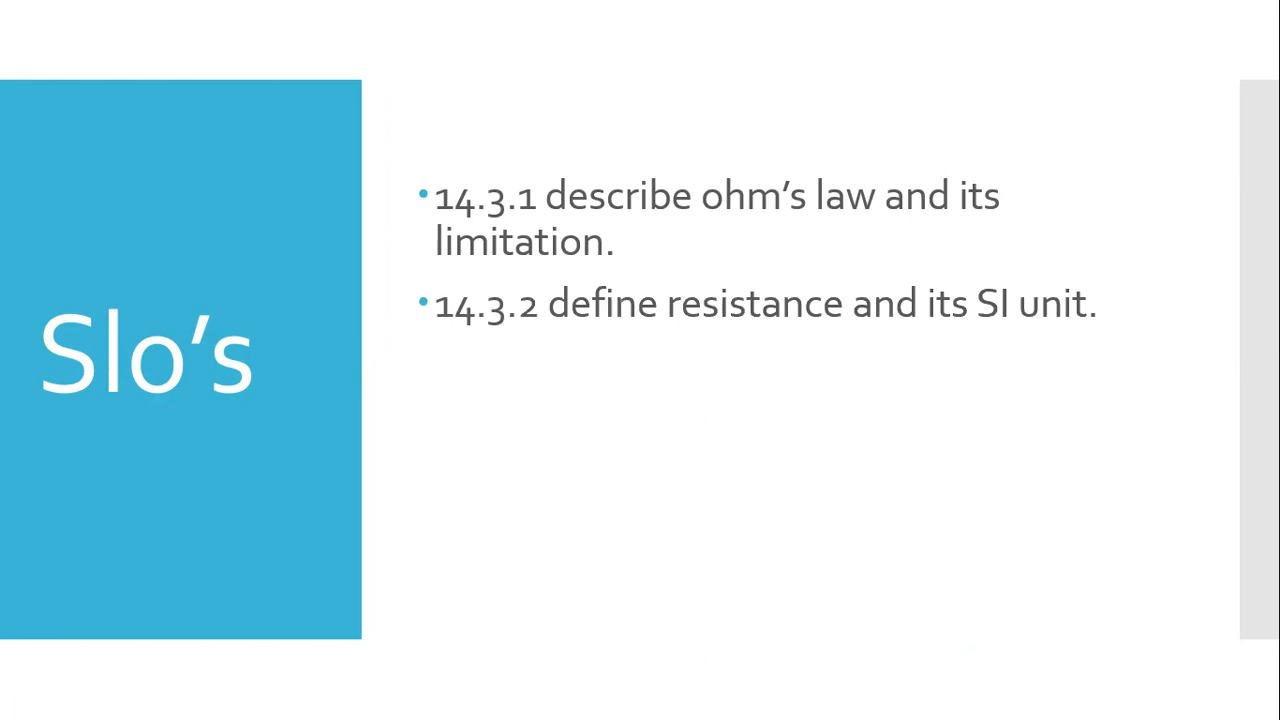 Slo’s
•14.3.1 describe ohm’s law and its
limitation.
•14.3.2 define resistance and its SI unit.